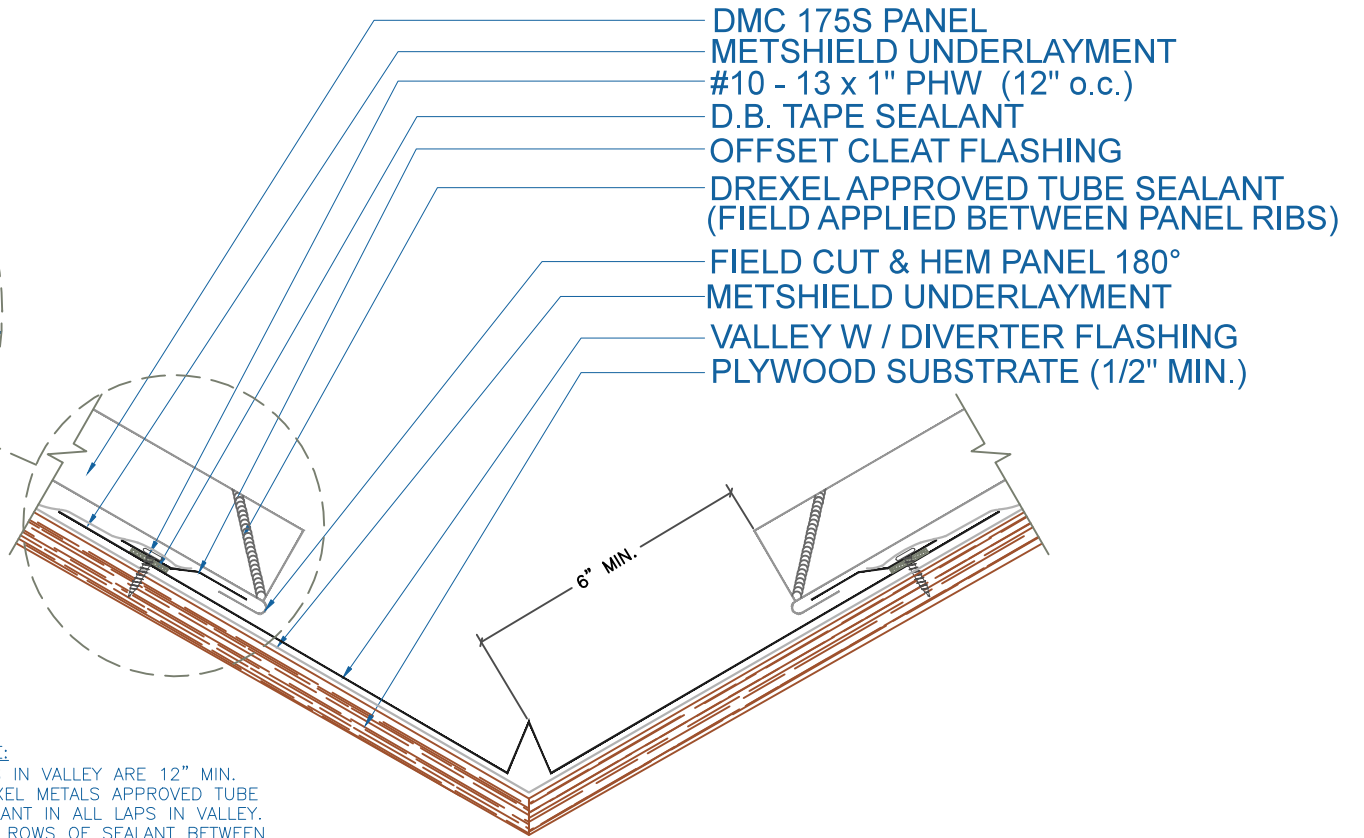 DMC 175S PANEL
METSHIELD UNDERLAYMENT
#10 - 13 x 1" PHW (12" o.c.)
D.B. TAPE SEALANT
OFFSET CLEAT FLASHING
DREXEL APPROVED TUBE SEALANT
(FIELD APPLIED BETWEEN PANEL RIBS)
FIELD CUT & HEM PANEL 180°
METSHIELD UNDERLAYMENT
VALLEY W / DIVERTER FLASHING
PLYWOOD SUBSTRATE (1/2" MIN.)
6" MIN.
IN VALLEY ARE 12" MIN.
METALS APPROVED TUBE
IN ALL LAPS IN VALLEY.
ROWS OF SEALANT BETWEEN